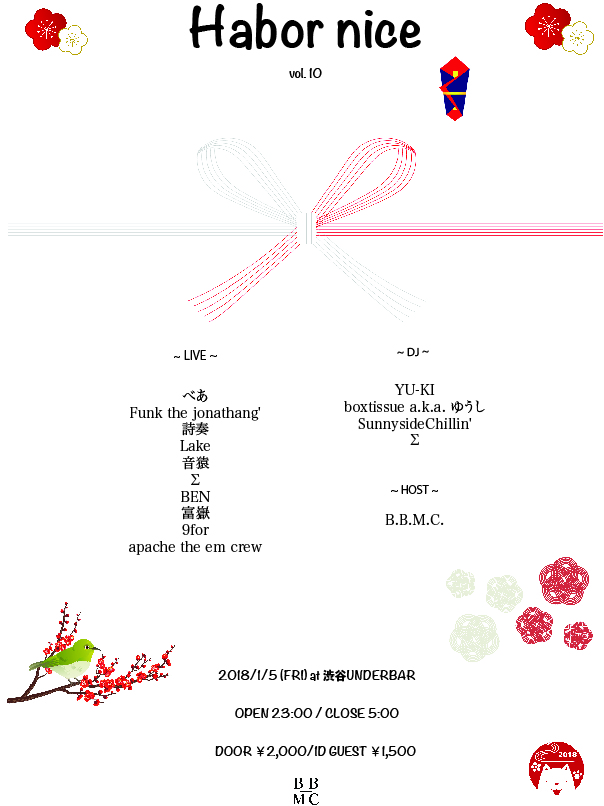 Habor nice
vol. 10
~ LIVE ~
べあ
Funk the jonathang'
詩奏
Lake
音猿
Σ
BEN
富嶽
9for
apache the em crew
~ DJ ~
YU-KI
boxtissue a.k.a. ゆうし
SunnysideChillin'
Σ
~ HOST ~
B.B.M.C.
2018/1/5 (FRI) at 渋谷UNDERBAR
OPEN 23:00 / CLOSE 5:00
DOOR ¥2,000/1D GUEST ¥1,500
B B
M C
2018